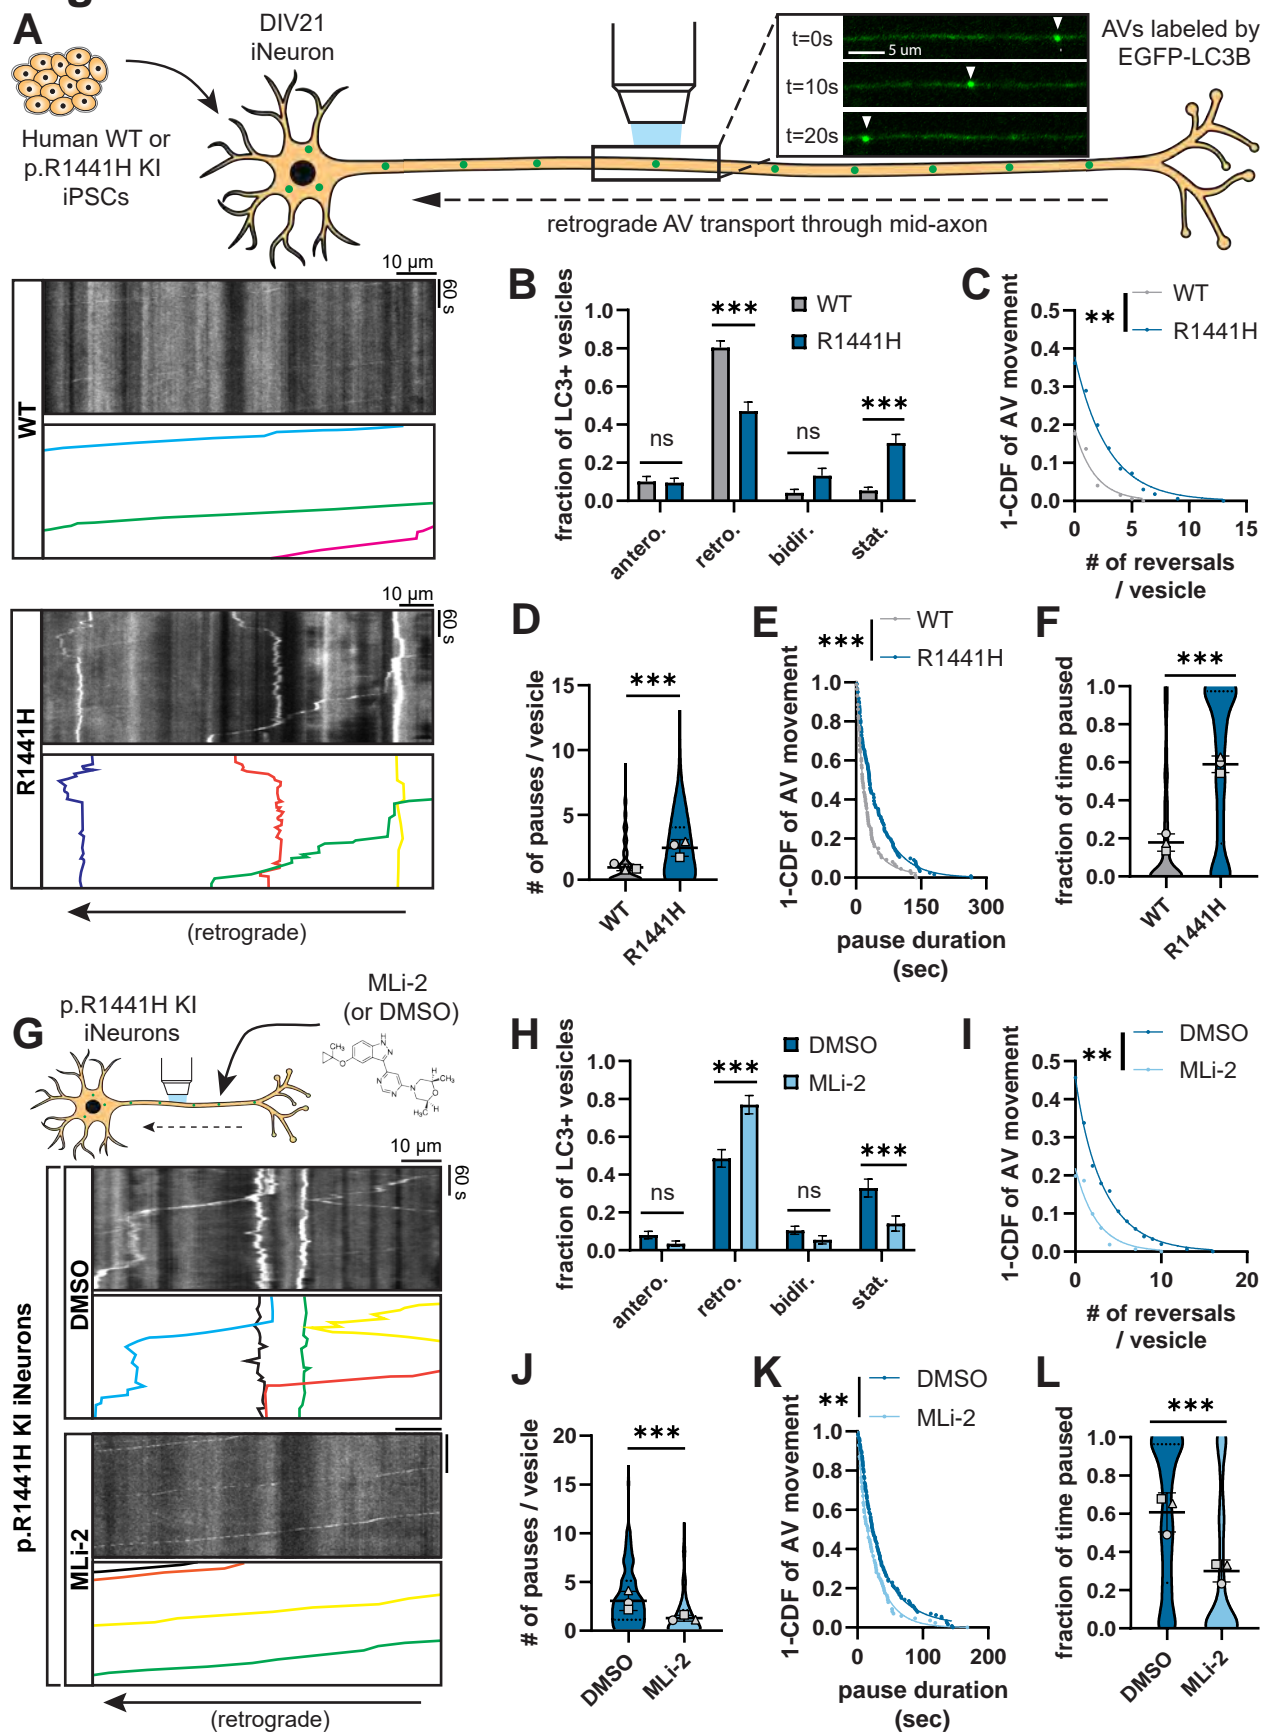 A
DIV21
iNeuron
Human WT or
p.R1441H KI
iPSCs
t=0s
5 um
t=10s
t=20s
AVs labeled by
EGFP-LC3B
retrograde AV transport through mid-axon
10 µm
60 s
WT
10 µm
60 s
R1441H
(retrograde)
B
fraction of LC3+ vesicles
1.0
0.8
0.6
0.4
0.2
0.0
ns
***
ns
***
WT
R1441H
antero.
retro.
bidir.
stat.
C
1-CDF of AV movement
0.5
0.4
0.3
0.2
0.1
0.0
WT
**
R1441H
0
5
10
15
# of reversals
/ vesicle
D
# of pauses / vesicle
15
10
5
0
***
WT
R1441H
E
1-CDF of AV movement
WT
***
R1441H
1.0
0.8
0.6
0.4
0.2
0.0
0
150
300
pause duration
(sec)
F
fraction of time paused
***
1.0
0.8
0.6
0.4
0.2
0.0
WT
R1441H
G
p.R1441H KI
iNeurons
MLi-2
(or DMSO)
CH3
O
H
N
N
N
N
N
CH3
H
O
H
H3C
10 µm
60 s
p.R1441H KI iNeurons
DMSO
MLi-2
(retrograde)
H
fraction of LC3+ vesicles
1.0
0.8
0.6
0.4
0.2
0.0
ns
***
ns
***
DMSO
MLi-2
antero.
retro.
bidir.
stat.
I
1-CDF of AV movement
DMSO
**
MLi-2
0.5
0.4
0.3
0.2
0.1
0.0
0
10
20
# of reversals
/ vesicle
J
# of pauses / vesicle
20
15
10
5
0
***
DMSO
MLi-2
K
1-CDF of AV movement
DMSO
**
MLi-2
1.0
0.8
0.6
0.4
0.2
0.0
0
100
200
pause duration
(sec)
L
fraction of time paused
***
1.0
0.8
0.6
0.4
0.2
0.0
DMSO
MLi-2